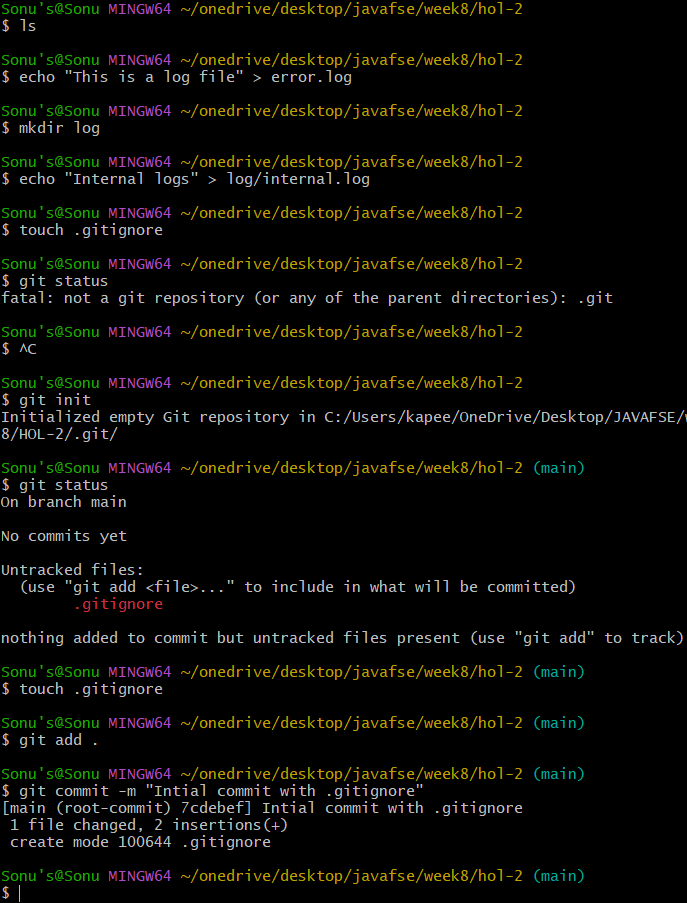 Sonu's@Sonu MINGW64 ~/onedrive/desktop/javafse/week8/hol-2
$ ls
Sonu's@Sonu MINGW64 ~/onedrive/desktop/javafse/week8/hol-2
$ echo "This is a log file" > error.log
Sonu's@Sonu MINGW64 ~/onedrive/desktop/javafse/week8/hol-2
$ mkdir log
Sonu's@Sonu MINGW64 ~/onedrive/desktop/javafse/week8/hol-2
$ echo "Internal logs" > log/internal.log
Sonu's@Sonu MINGW64 ~/onedrive/desktop/javafse/week8/hol-2
$ touch .gitignore
Sonu's@Sonu MINGW64 ~/onedrive/desktop/javafse/week8/hol-2
$ git status
fatal: not a git repository (or any of the parent directories): .git
Sonu's@Sonu MINGW64 ~/onedrive/desktop/javafse/week8/hol-2
$ ^C
Sonu's@Sonu MINGW64 ~/onedrive/desktop/javafse/week8/hol-2
$ git init
Initialized empty Git repository in C:/Users/kapee/OneDrive/Desktop/JAVAFSE/
8/HOL-2/.git/
Sonu's@Sonu MINGW64 ~/onedrive/desktop/javafse/week8/hol-2 (main)
$ git status
On branch main
No commits yet
Untracked files:
(use "git add <file>..." to include in what will be committed)
.gitignore
nothing added to commit but untracked files present (use "git add" to track)
Sonu's@Sonu MINGW64 ~/onedrive/desktop/javafse/week8/hol-2 (main)
$ touch .gitignore
Sonu's@Sonu MINGW64 ~/onedrive/desktop/javafse/week8/hol-2 (main)
$ git add .
Sonu's@Sonu MINGW64 ~/onedrive/desktop/javafse/week8/hol-2 (main)
$ git commit -m "Intial commit with .gitignore"
[main (root-commit) 7cdebef] Intial commit with .gitignore
1 file changed, 2 insertions(+)
create mode 100644 .gitignore
Sonu's@Sonu MINGW64 ~/onedrive/desktop/javafse/week8/hol-2 (main)
$